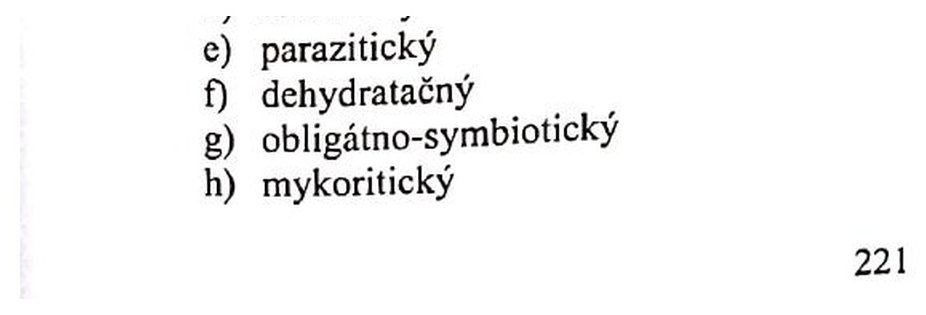 e) parazitický
f) dehydratačný
g) obligátno-symbiotický
h) mykoritický
221